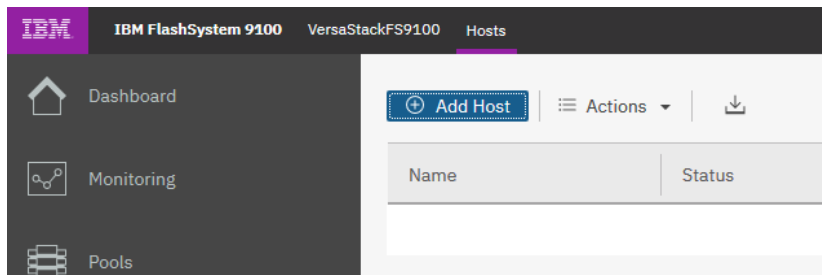 IBM IBM FlashSystem 9100 VersaStackFS9100 Hosts
Dashboard
Add Host Actions
Name Status
Monitoring
Pools